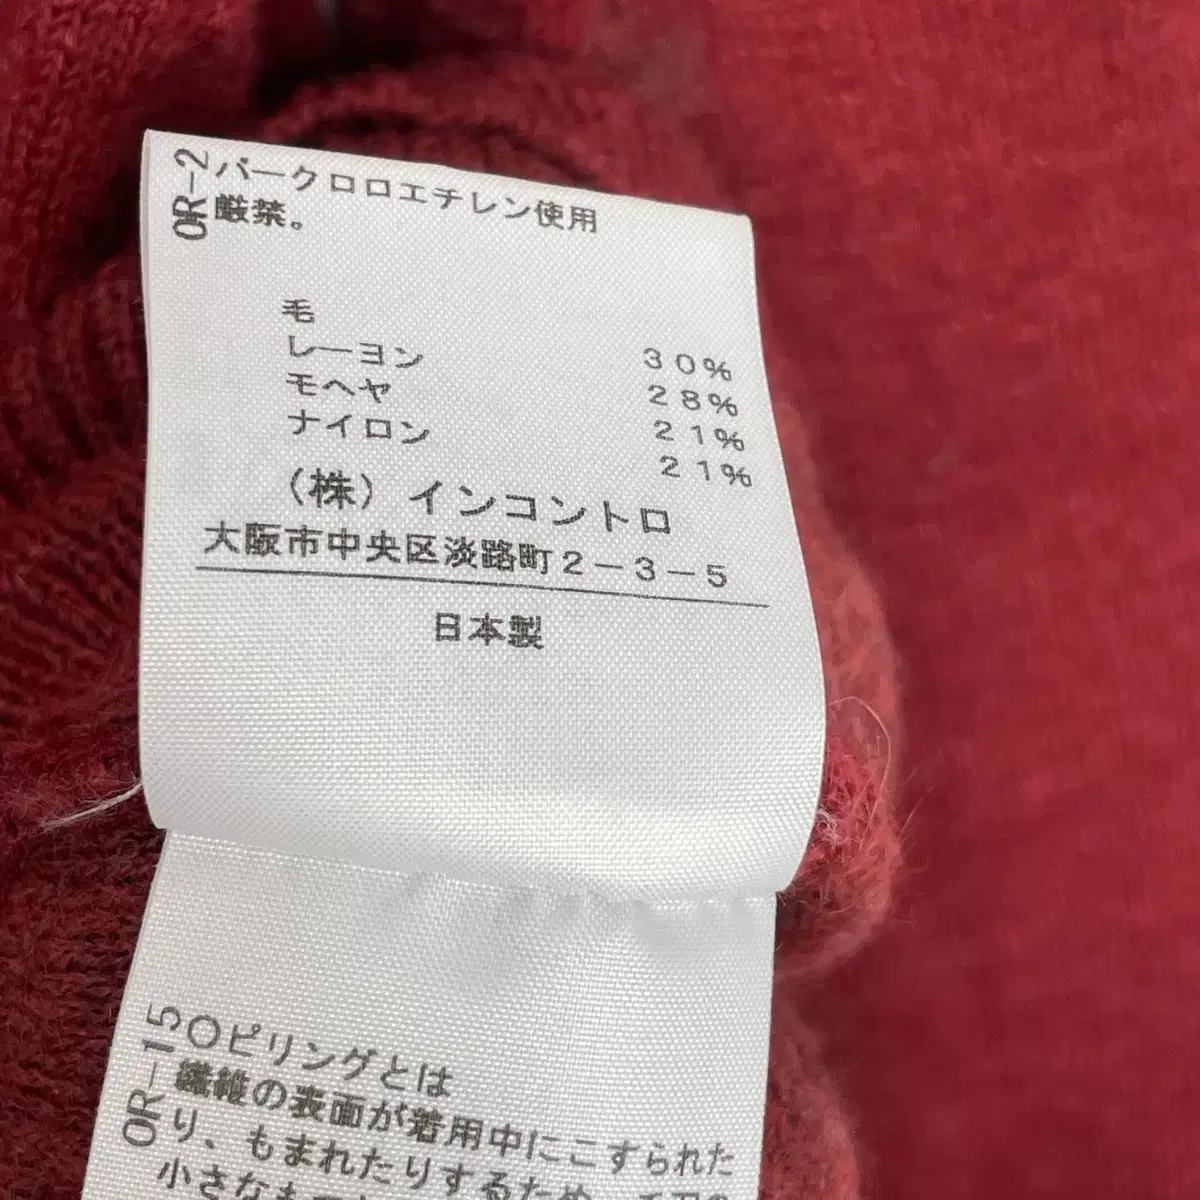 OR-2
パークロロエチレン使用
厳禁。
毛 30%
レーヨン 28%
モヘヤ 21%
ナイロン 21%
（株）インコントロ
大阪市中央区淡路町2-3-5
日本製
OR-15
〇ピリングとは
繊維の表面が着用中にこすられた
り、もまれたりするため、
小さな